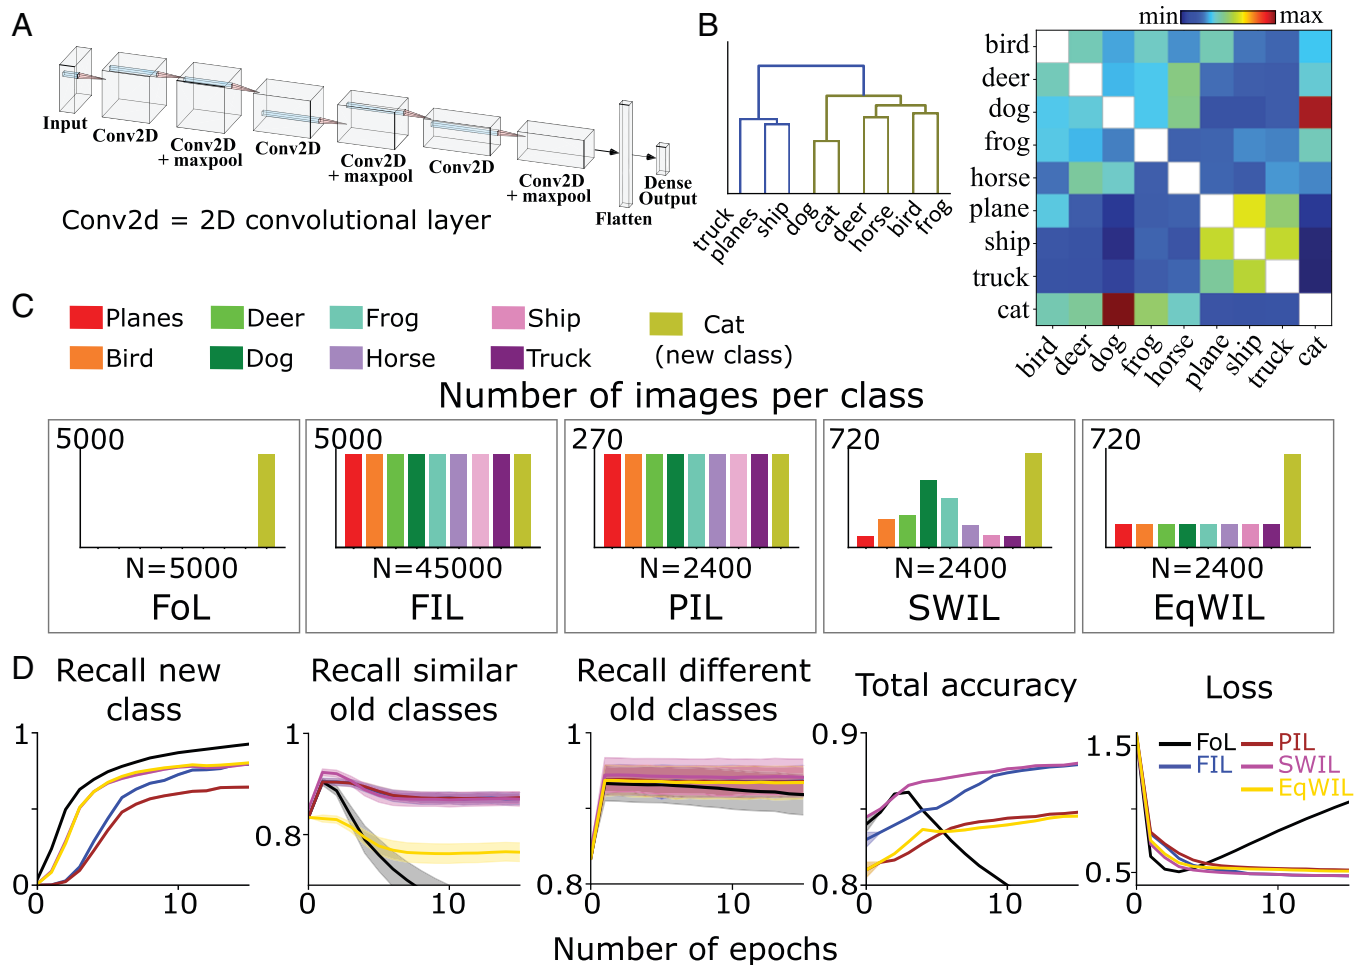 A
Input
Conv2D
Conv2D
+ maxpool
Conv2D
Conv2D
+ maxpool
Conv2D
Conv2D
+ maxpool
Flatten
Dense
Output
Conv2d = 2D convolutional layer
B
truck
planes
ship
dog
cat
deer
horse
bird
frog
min
max
bird
deer
dog
frog
horse
plane
ship
truck
cat
bird
deer
dog
frog
horse
plane
ship
truck
cat
C
Planes
Deer
Frog
Ship
Cat
(new class)
Bird
Dog
Horse
Truck
Number of images per class
5000
N=5000
FoL
5000
N=45000
FIL
270
N=2400
PIL
720
N=2400
SWIL
720
N=2400
EqWIL
D
Recall new
class
1
0
0
10
Recall similar
old classes
1
0.8
0
10
Recall different
old classes
1
0.8
0
10
Total accuracy
0.9
0.8
0
10
Loss
1.5
0.5
0
10
FoL
PIL
FIL
SWIL
EqWIL
Number of epochs